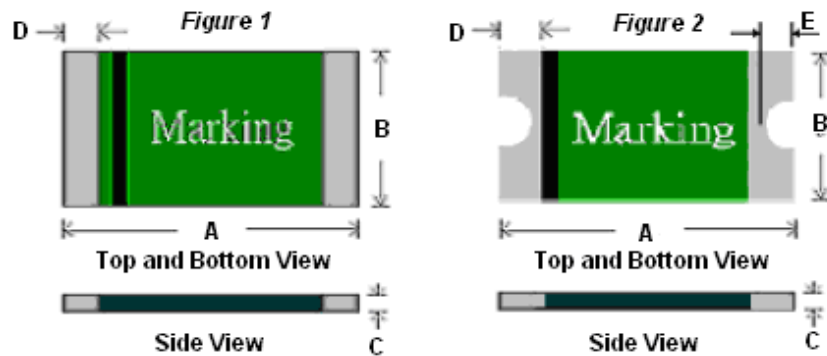 Figure 1
D
Marking
B
A
Top and Bottom View
Side View
C
Figure 2
D
E
Marking
B
A
Top and Bottom View
Side View
C